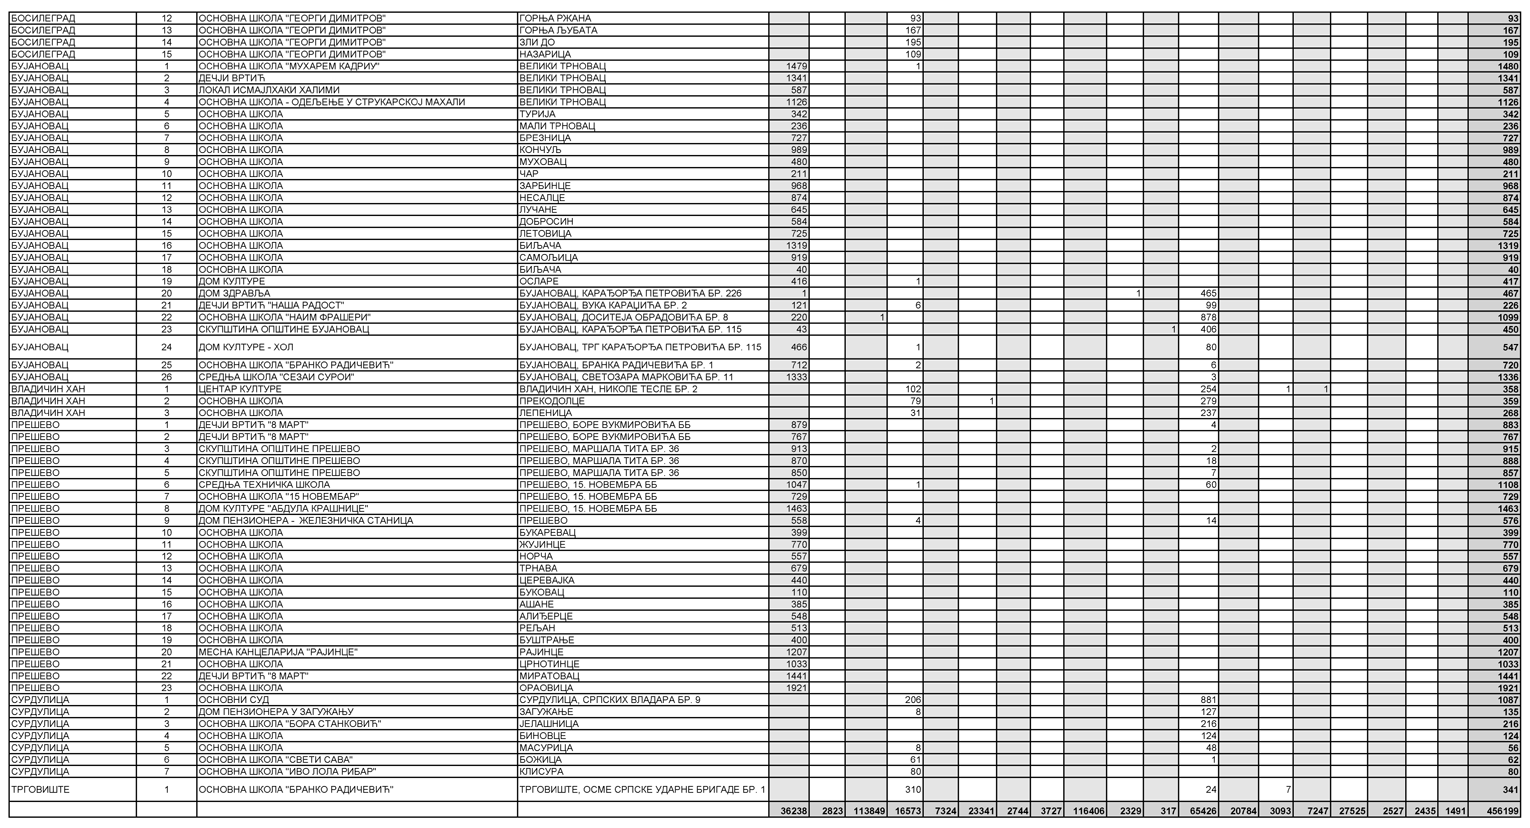 БОСИЛЕГРАД 12 ОСНОВНА ШКОЛА "ГЕОРГИ ДИМИТРОВ" ГОРЊА РЖАНА 93 93
БОСИЛЕГРАД 13 ОСНОВНА ШКОЛА "ГЕОРГИ ДИМИТРОВ" ГОРЊА ЉУБАТА 167 167
БОСИЛЕГРАД 14 ОСНОВНА ШКОЛА "ГЕОРГИ ДИМИТРОВ" ЗЛИ ДО 195 195
БОСИЛЕГРАД 15 ОСНОВНА ШКОЛА "ГЕОРГИ ДИМИТРОВ" НАЗАРИЦА 109 109
БУЈАНОВАЦ 1 ОСНОВНА ШКОЛА "МУХАРЕМ КАДРИУ" ВЕЛИКИ ТРНОВАЦ 1479 1 1480
БУЈАНОВАЦ 2 ДЕЧЈИ ВРТИЋ ВЕЛИКИ ТРНОВАЦ 1341 1341
БУЈАНОВАЦ 3 ЛОКАЛ ИСМАЈЛХАКИ ХАЛИМИ ВЕЛИКИ ТРНОВАЦ 587 587
БУЈАНОВАЦ 4 ОСНОВНА ШКОЛА - ОДЕЉЕЊЕ У СТРУКАРСКОЈ МАХАЛИ ВЕЛИКИ ТРНОВАЦ 1126 1126
БУЈАНОВАЦ 5 ОСНОВНА ШКОЛА ТУРИЈА 342 342
БУЈАНОВАЦ 6 ОСНОВНА ШКОЛА МАЛИ ТРНОВАЦ 236 236
БУЈАНОВАЦ 7 ОСНОВНА ШКОЛА БРЕЗНИЦА 727 727
БУЈАНОВАЦ 8 ОСНОВНА ШКОЛА КОНЧУЉ 989 989
БУЈАНОВАЦ 9 ОСНОВНА ШКОЛА МУХОВАЦ 480 480
БУЈАНОВАЦ 10 ОСНОВНА ШКОЛА ЧАР 211 211
БУЈАНОВАЦ 11 ОСНОВНА ШКОЛА ЗАРБИНЦЕ 968 968
БУЈАНОВАЦ 12 ОСНОВНА ШКОЛА НЕСАЛЦЕ 874 874
БУЈАНОВАЦ 13 ОСНОВНА ШКОЛА ЛУЧАНЕ 645 645
БУЈАНОВАЦ 14 ОСНОВНА ШКОЛА ДОБРОСИН 584 584
БУЈАНОВАЦ 15 ОСНОВНА ШКОЛА ЛЕТОВИЦА 725 725
БУЈАНОВАЦ 16 ОСНОВНА ШКОЛА БИЉАЧА 1319 1319
БУЈАНОВАЦ 17 ОСНОВНА ШКОЛА САМОЉИЦА 919 919
БУЈАНОВАЦ 18 ОСНОВНА ШКОЛА БИЉАЧА 40 40
БУЈАНОВАЦ 19 ДОМ КУЛТУРЕ ОСЛАРЕ 416 1 417
БУЈАНОВАЦ 20 ДОМ ЗДРАВЉА БУЈАНОВАЦ, КАРАЂОРЂА ПЕТРОВИЋА БР. 226 1 1 465 467
БУЈАНОВАЦ 21 ДЕЧЈИ ВРТИЋ "НАША РАДОСТ" БУЈАНОВАЦ, ВУКА КАРАЏИЋА БР. 2 121 6 99 226
БУЈАНОВАЦ 22 ОСНОВНА ШКОЛА "НАИМ ФРАШЕРИ" БУЈАНОВАЦ, ДОСИТЕЈА ОБРАДОВИЋА БР. 8 220 1 878 1099
БУЈАНОВАЦ 23 СКУПШТИНА ОПШТИНЕ БУЈАНОВАЦ БУЈАНОВАЦ, КАРАЂОРЂА ПЕТРОВИЋА БР. 115 43 1 406 450
БУЈАНОВАЦ 24 ДОМ КУЛТУРЕ - ХОЛ БУЈАНОВАЦ, ТРГ КАРАЂОРЂА ПЕТРОВИЋА БР. 115 466 1 80 547
БУЈАНОВАЦ 25 ОСНОВНА ШКОЛА "БРАНКО РАДИЧЕВИЋ" БУЈАНОВАЦ, БРАНКА РАДИЧЕВИЋА БР. 1 712 2 6 720
БУЈАНОВАЦ 26 СРЕДЊА ШКОЛА "СЕЗАИ СУРОИ" БУЈАНОВАЦ, СВЕТОЗАРА МАРКОВИЋА БР. 11 1333 3 1336
ВЛАДИЧИН ХАН 1 ЦЕНТАР КУЛТУРЕ ВЛАДИЧИН ХАН, НИКОЛЕ ТЕСЛЕ БР. 2 102 254 1 1 358
ВЛАДИЧИН ХАН 2 ОСНОВНА ШКОЛА ПРЕКОДОЛЦЕ 79 1 279 359
ВЛАДИЧИН ХАН 3 ОСНОВНА ШКОЛА ЛЕПЕНИЦА 31 237 268
ПРЕШЕВО 1 ДЕЧЈИ ВРТИЋ "8 МАРТ" ПРЕШЕВО, БОРЕ ВУКМИРОВИЋА ББ 879 4 883
ПРЕШЕВО 2 ДЕЧЈИ ВРТИЋ "8 МАРТ" ПРЕШЕВО, БОРЕ ВУКМИРОВИЋА ББ 767 767
ПРЕШЕВО 3 СКУПШТИНА ОПШТИНЕ ПРЕШЕВО ПРЕШЕВО, МАРШАЛА ТИТА БР. 36 913 2 915
ПРЕШЕВО 4 СКУПШТИНА ОПШТИНЕ ПРЕШЕВО ПРЕШЕВО, МАРШАЛА ТИТА БР. 36 870 18 888
ПРЕШЕВО 5 СКУПШТИНА ОПШТИНЕ ПРЕШЕВО ПРЕШЕВО, МАРШАЛА ТИТА БР. 36 850 7 857
ПРЕШЕВО 6 СРЕДЊА ТЕХНИЧКА ШКОЛА ПРЕШЕВО, 15. НОВЕМБРА ББ 1047 1 60 1108
ПРЕШЕВО 7 ОСНОВНА ШКОЛА "15 НОВЕМБАР" ПРЕШЕВО, 15. НОВЕМБРА ББ 729 729
ПРЕШЕВО 8 ДОМ КУЛТУРЕ "АБДУЛА КРАШНИЦЕ" ПРЕШЕВО, 15. НОВЕМБРА ББ 1463 1463
ПРЕШЕВО 9 ДОМ ПЕНЗИОНЕРА - ЖЕЛЕЗНИЧКА СТАНИЦА ПРЕШЕВО 558 4 14 576
ПРЕШЕВО 10 ОСНОВНА ШКОЛА БУКАРЕВАЦ 399 399
ПРЕШЕВО 11 ОСНОВНА ШКОЛА ЖУЈИНЦЕ 770 770
ПРЕШЕВО 12 ОСНОВНА ШКОЛА НОРЧА 557 557
ПРЕШЕВО 13 ОСНОВНА ШКОЛА ТРНАВА 679 679
ПРЕШЕВО 14 ОСНОВНА ШКОЛА ЦЕРЕВАЈКА 440 440
ПРЕШЕВО 15 ОСНОВНА ШКОЛА БУКОВАЦ 110 110
ПРЕШЕВО 16 ОСНОВНА ШКОЛА АШАНЕ 385 385
ПРЕШЕВО 17 ОСНОВНА ШКОЛА АЛИЂЕРЦЕ 548 548
ПРЕШЕВО 18 ОСНОВНА ШКОЛА РЕЉАН 513 513
ПРЕШЕВО 19 ОСНОВНА ШКОЛА БУШТРАЊЕ 400 400
ПРЕШЕВО 20 МЕСНА КАНЦЕЛАРИЈА "РАЈИНЦЕ" РАЈИНЦЕ 1207 1207
ПРЕШЕВО 21 ОСНОВНА ШКОЛА ЦРНОТИНЦЕ 1033 1033
ПРЕШЕВО 22 ДЕЧЈИ ВРТИЋ "8 МАРТ" МИРАТОВАЦ 1441 1441
ПРЕШЕВО 23 ОСНОВНА ШКОЛА ОРАОВИЦА 1921 1921
СУРДУЛИЦА 1 ОСНОВНИ СУД СУРДУЛИЦА, СРПСКИХ ВЛАДАРА БР. 9 206 881 1087
СУРДУЛИЦА 2 ДОМ ПЕНЗИОНЕРА У ЗАГУЖАЊУ ЗАГУЖАЊЕ 8 127 135
СУРДУЛИЦА 3 ОСНОВНА ШКОЛА "БОРА СТАНКОВИЋ" ЈЕЛАШНИЦА 216 216
СУРДУЛИЦА 4 ОСНОВНА ШКОЛА БИНОВЦЕ 124 124
СУРДУЛИЦА 5 ОСНОВНА ШКОЛА МАСУРИЦА 8 48 56
СУРДУЛИЦА 6 ОСНОВНА ШКОЛА "СВЕТИ САВА" БОЖИЦА 61 1 62
СУРДУЛИЦА 7 ОСНОВНА ШКОЛА "ИВО ЛОЛА РИБАР" КЛИСУРА 80 80
ТРГОВИШТЕ 1 ОСНОВНА ШКОЛА "БРАНКО РАДИЧЕВИЋ" ТРГОВИШТЕ, ОСМЕ СРПСКЕ УДАРНЕ БРИГАДЕ БР. 1 310 24 7 341
36238 2823 113849 16573 7324 23341 2744 3727 116406 2329 317 65426 20784 3093 7247 27525 2527 2435 1491 456199